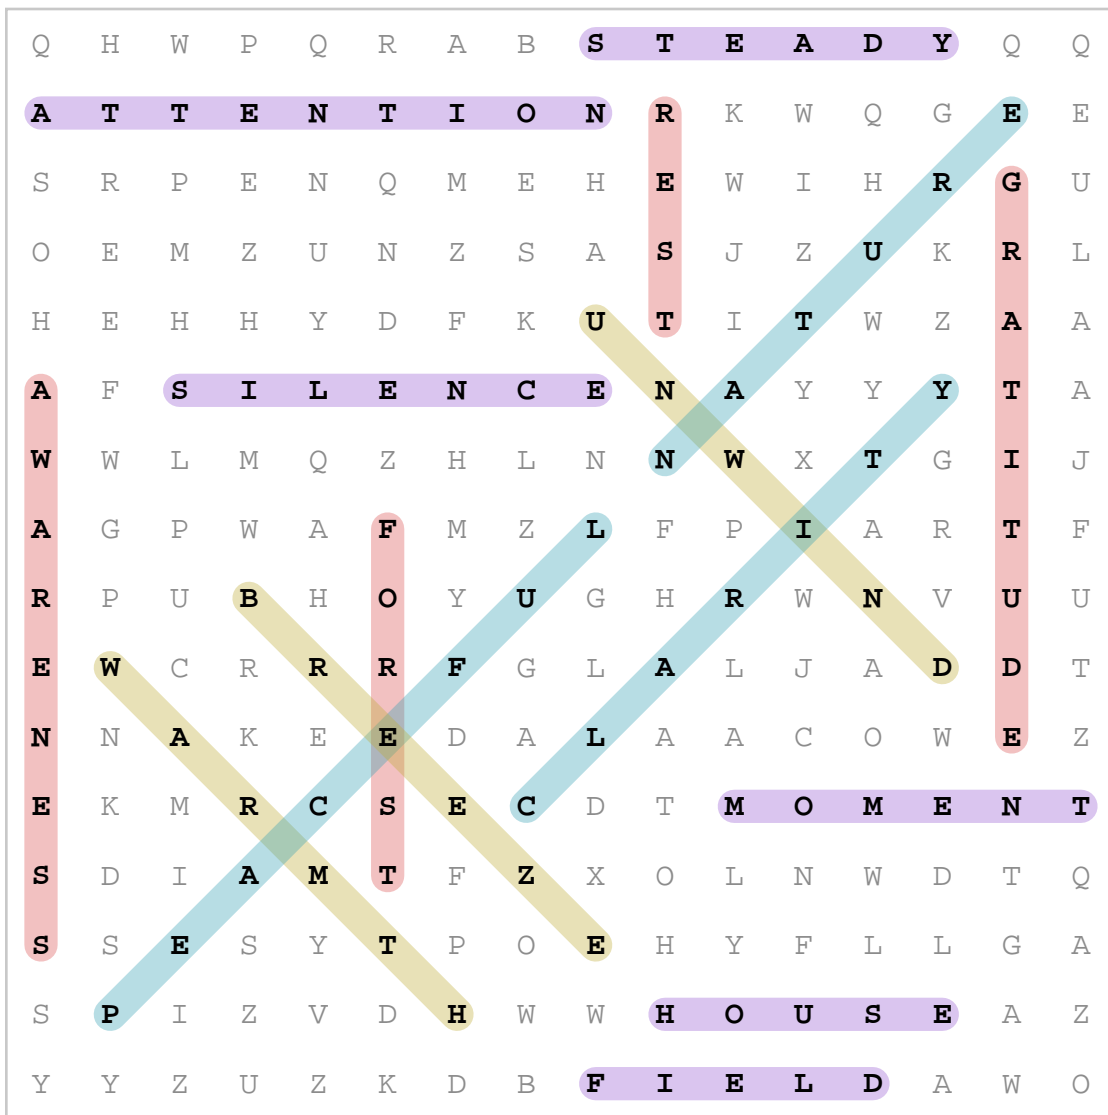 Q H W P Q R A B S T E A D Y Q Q
A T T E N T I O N R K W Q G E E
S R P E N Q M E H E W I H R G U
O E M Z U N Z S A S J Z U K R L
H E H H Y D F K U T I T W Z A A
A F S I L E N C E N A Y Y Y T A
W W L M Q Z H L N N W X T G I J
A G P W A F M Z L F P I A R T F
R P U B H O Y U G H R W N V U U
E W C R R R F G L A L J A D D T
N N A K E E D A L A A C O W E Z
E K M R C S E C D T M O M E N T
S D I A M T F Z X O L N W D T Q
S S E S Y T P O E H Y F L L G A
S P I Z V D H W W H O U S E A Z
Y Y Z U Z K D B F I E L D A W O